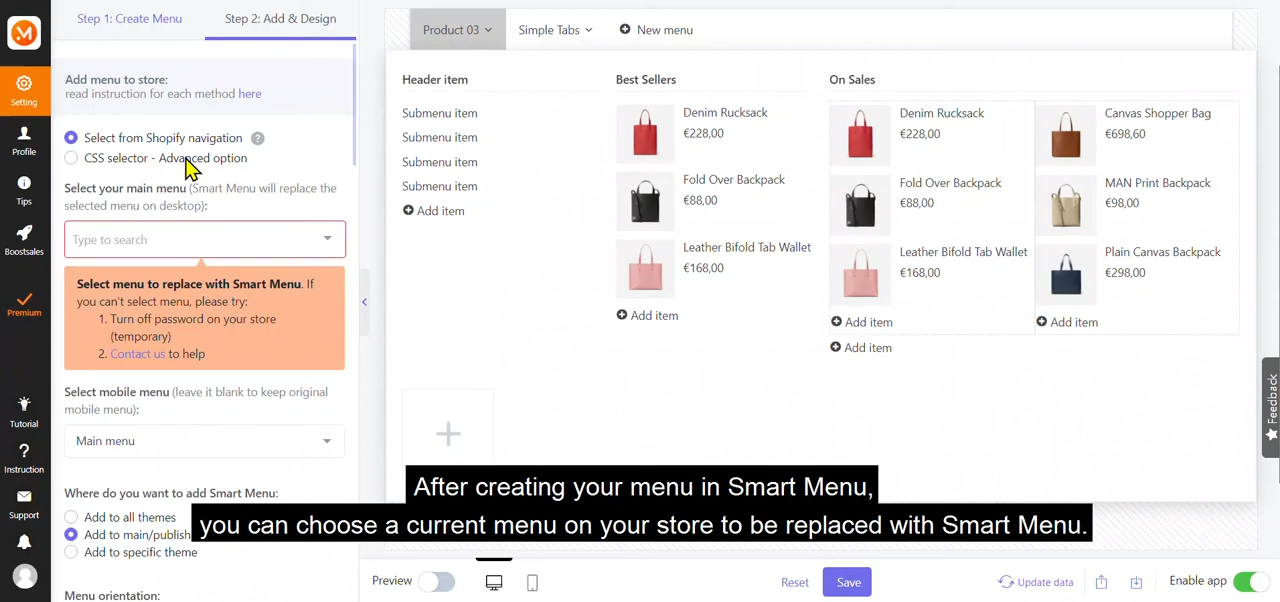 Step 1: Create Menu
Step 2: Add & Design
Setting
Profile
Tips
Boostsales
Premium
Tutorial
Instruction
Support
Add menu to store:
read instruction for each method here
Select from Shopify navigation ?
CSS selector - Advanced option
Select your main menu (Smart Menu will replace the
selected menu on desktop):
Type to search
Select menu to replace with Smart Menu. If
you can't select menu, please try:
1. Turn off password on your store
(temporary)
2. Contact us to help
Select mobile menu (leave it blank to keep original
mobile menu):
Main menu
Where do you want to add Smart Menu:
Add to all themes
Add to main/publish
Add to specific theme
Menu orientation:
Product 03
Simple Tabs
New menu
Header item
Submenu item
Submenu item
Submenu item
Submenu item
Add item
Best Sellers
Denim Rucksack
€228,00
Fold Over Backpack
€88,00
Leather Bifold Tab Wallet
€168,00
Add item
On Sales
Denim Rucksack
€228,00
Fold Over Backpack
€88,00
Leather Bifold Tab Wallet
€168,00
Add item
Canvas Shopper Bag
€698,60
MAN Print Backpack
€98,00
Plain Canvas Backpack
€298,00
Add item
Add item
Feedback
After creating your menu in Smart Menu,
you can choose a current menu on your store to be replaced with Smart Menu.
Preview
Reset
Save
Update data
Enable app